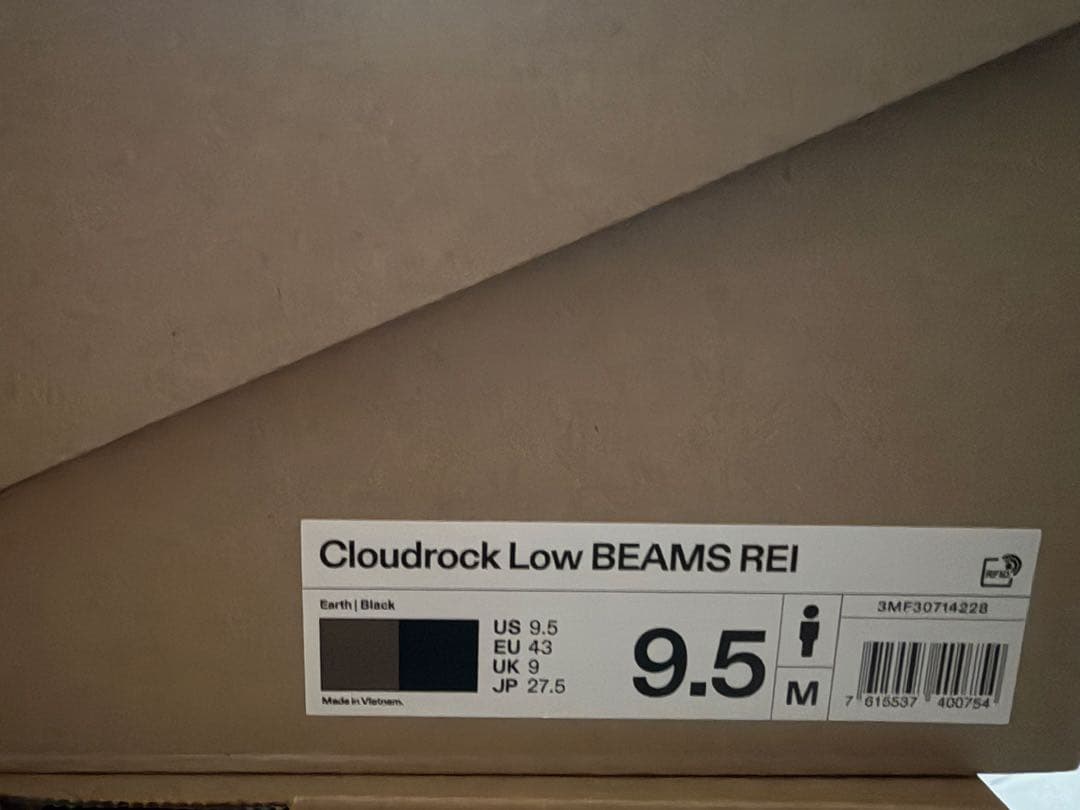 Cloudrock Low BEAMS REI
Earth | Black
US 9.5
EU 43
UK 9
JP 27.5
Made in Vietnam.
9.5
M
3MF30714228
7 615537 400754